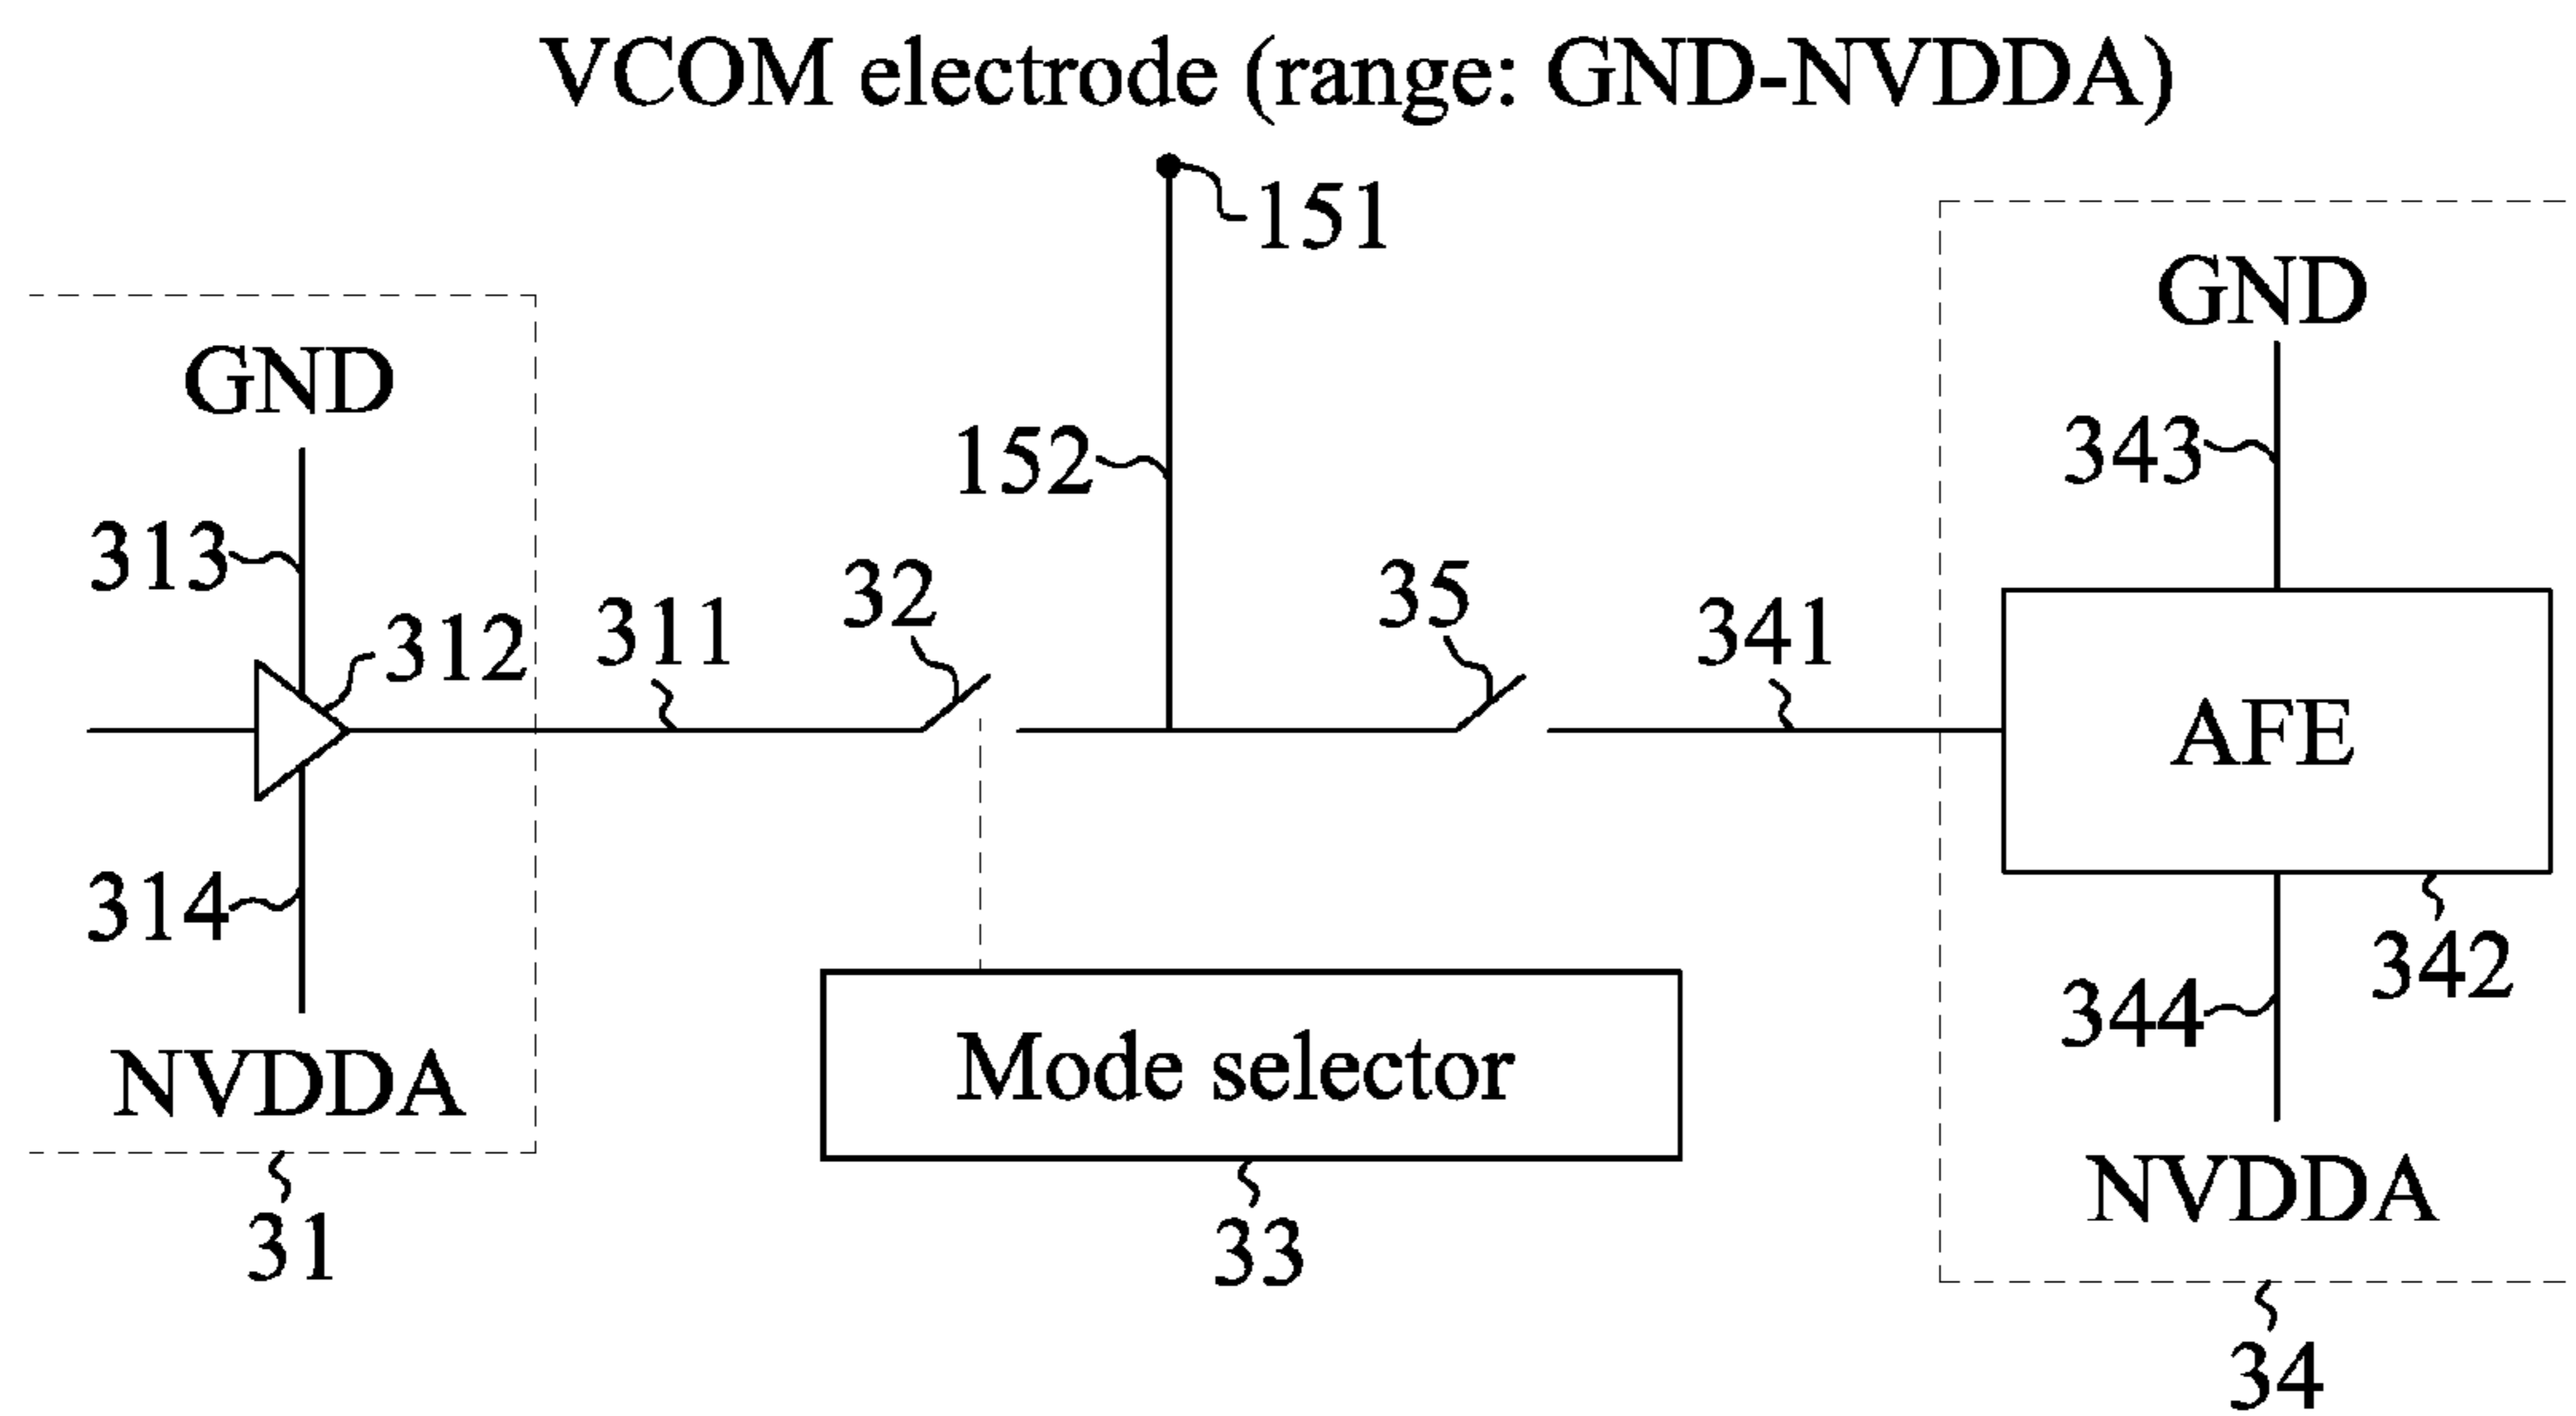 VCOM electrode (range: GND-NVDDA)
151
GND
GND
152
343
313
32
35
311
341
312
AFE
314
342
344
Mode selector
NVDDA
NVDDA
31
33
34